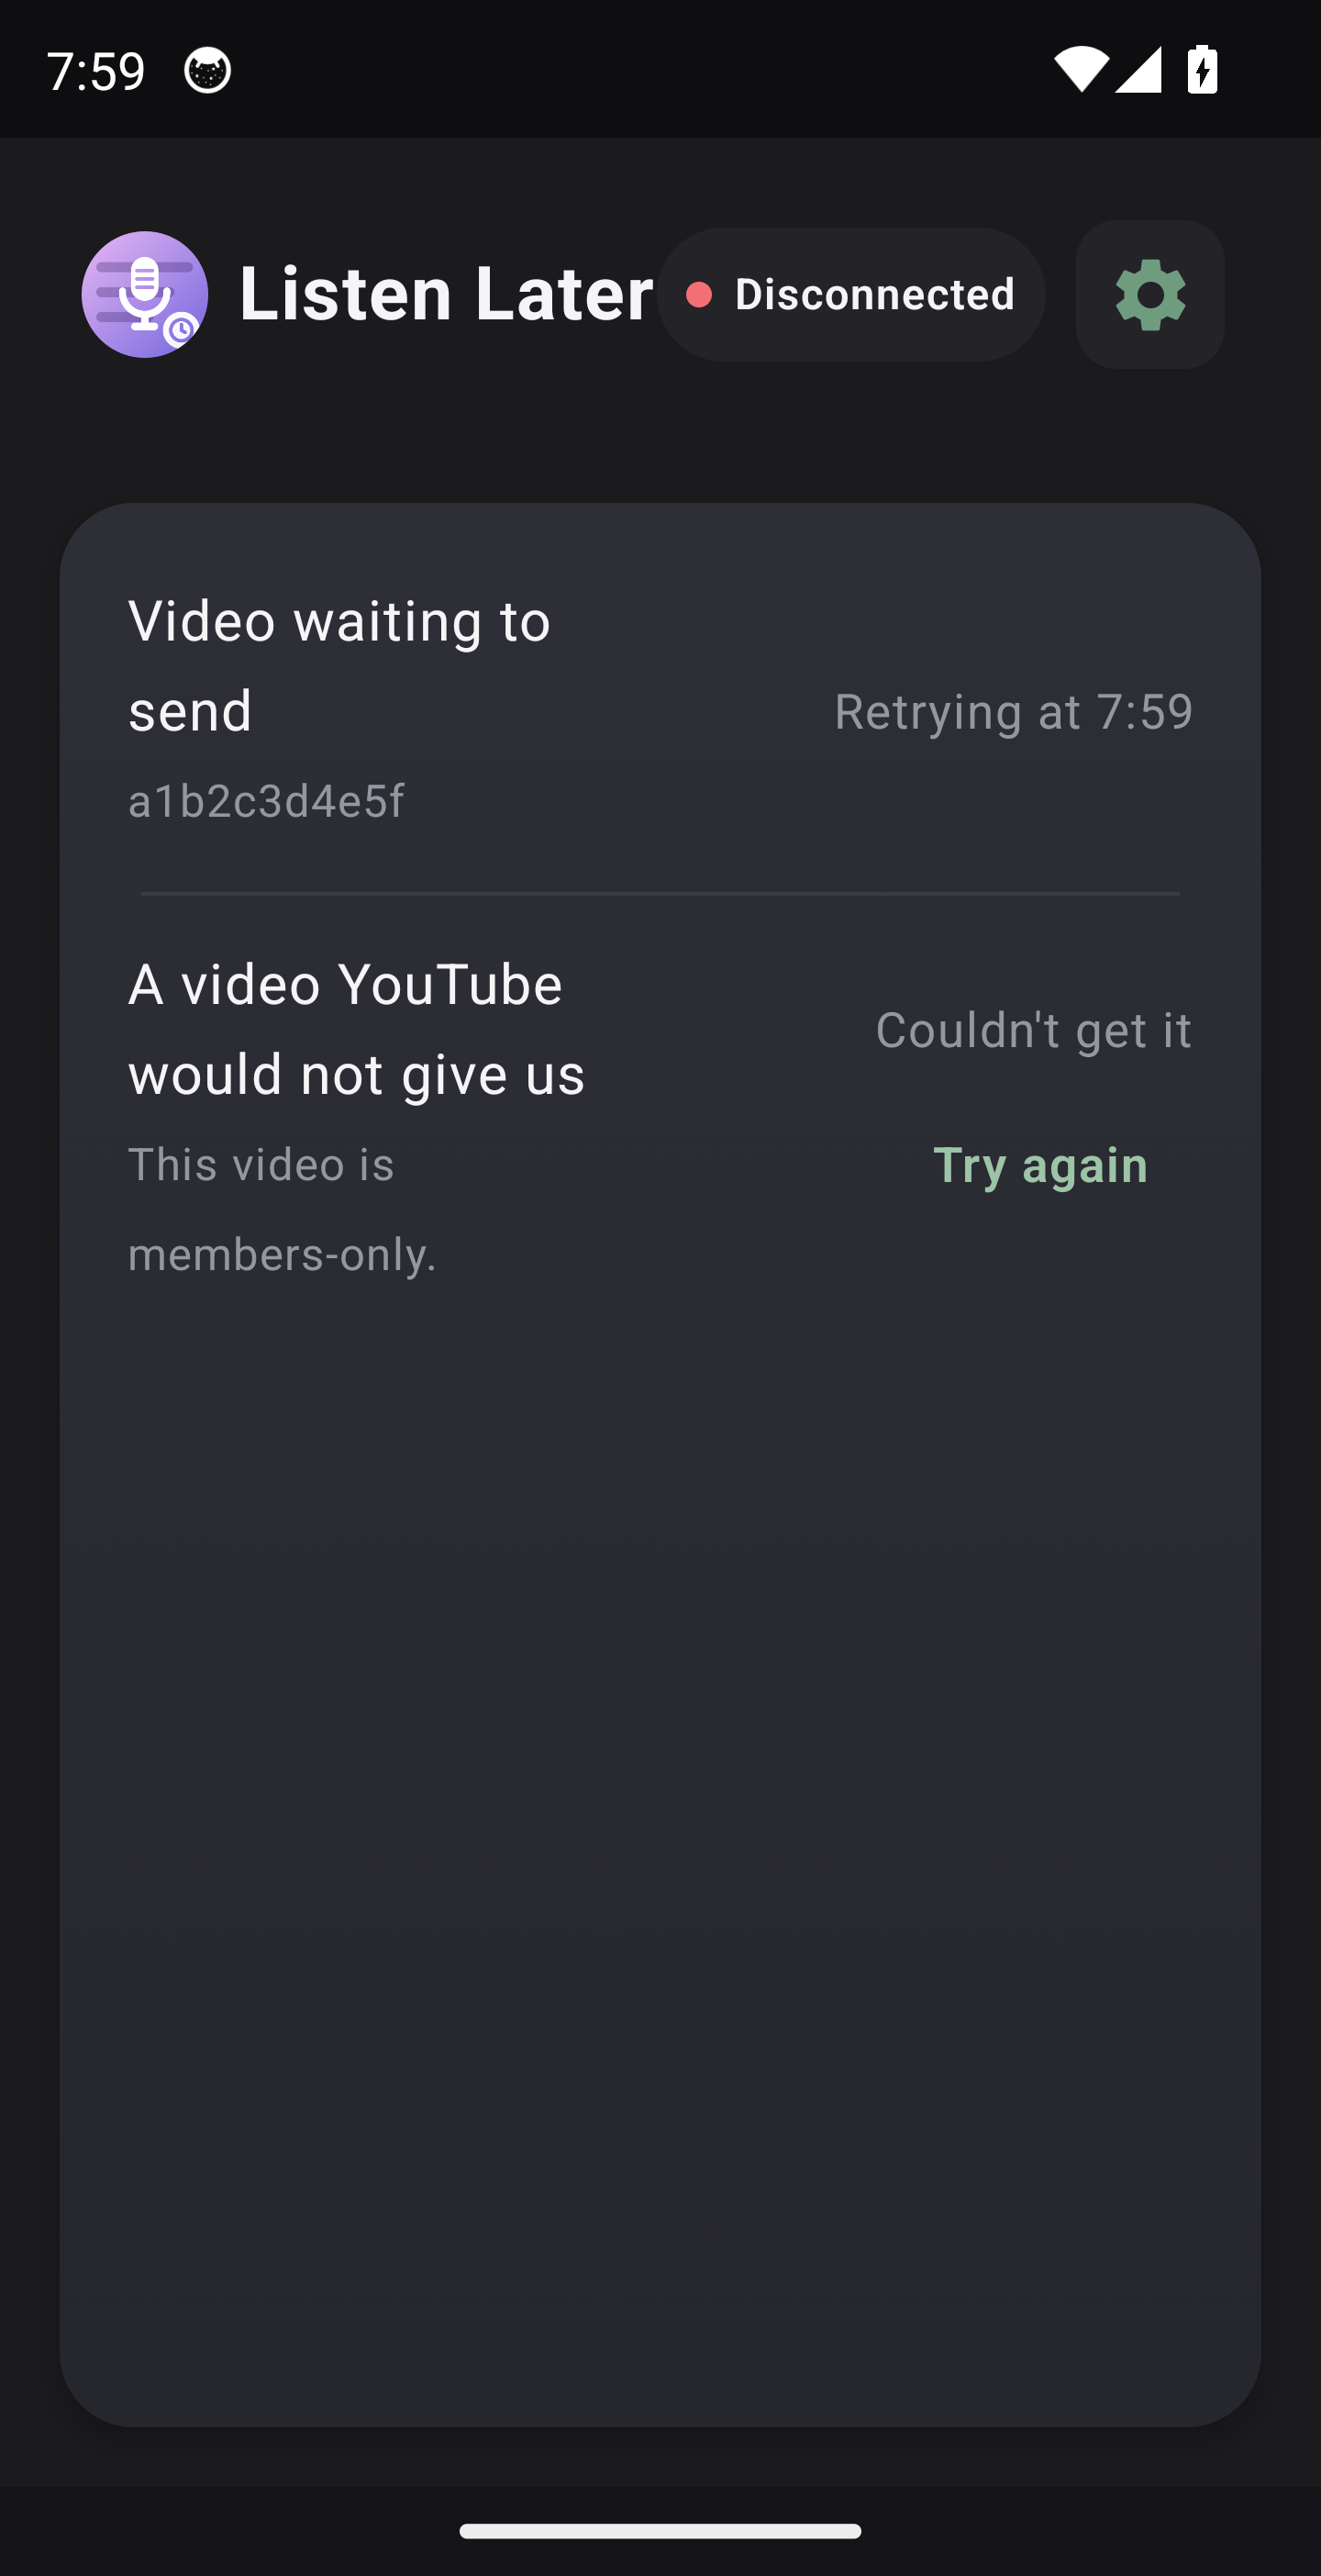 7:59
Listen Later
Disconnected
Video waiting to
send
Retrying at 7:59
a1b2c3d4e5f
A video YouTube
would not give us
Couldn't get it
This video is
members-only.
Try again